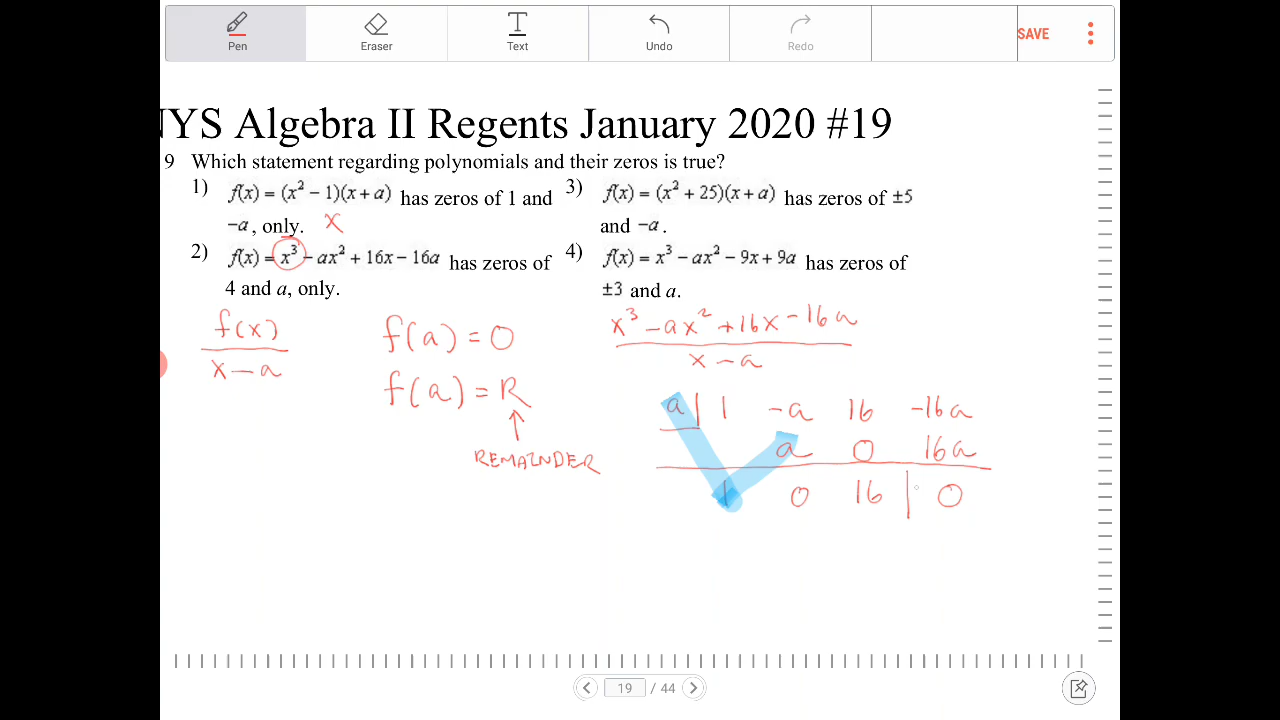 Pen Eraser Text Undo Redo SAVE
NYS Algebra II Regents January 2020 #19
9 Which statement regarding polynomials and their zeros is true?
1) f(x) = (x² − 1)(x + a) has zeros of 1 and
−a, only. X
2) f(x) = x³ − ax² + 16x − 16a has zeros of
4 and a, only.
3) f(x) = (x² + 25)(x + a) has zeros of ±5
and −a.
4) f(x) = x³ − ax² − 9x + 9a has zeros of
±3 and a.
f(x)
x − a
f(a) = 0
f(a) = R
↑
REMAINDER
x³ − ax² + 16x − 16a
x − a
a | 1 −a 16 −16a
a 0 16a
1 0 16 | 0
19 / 44